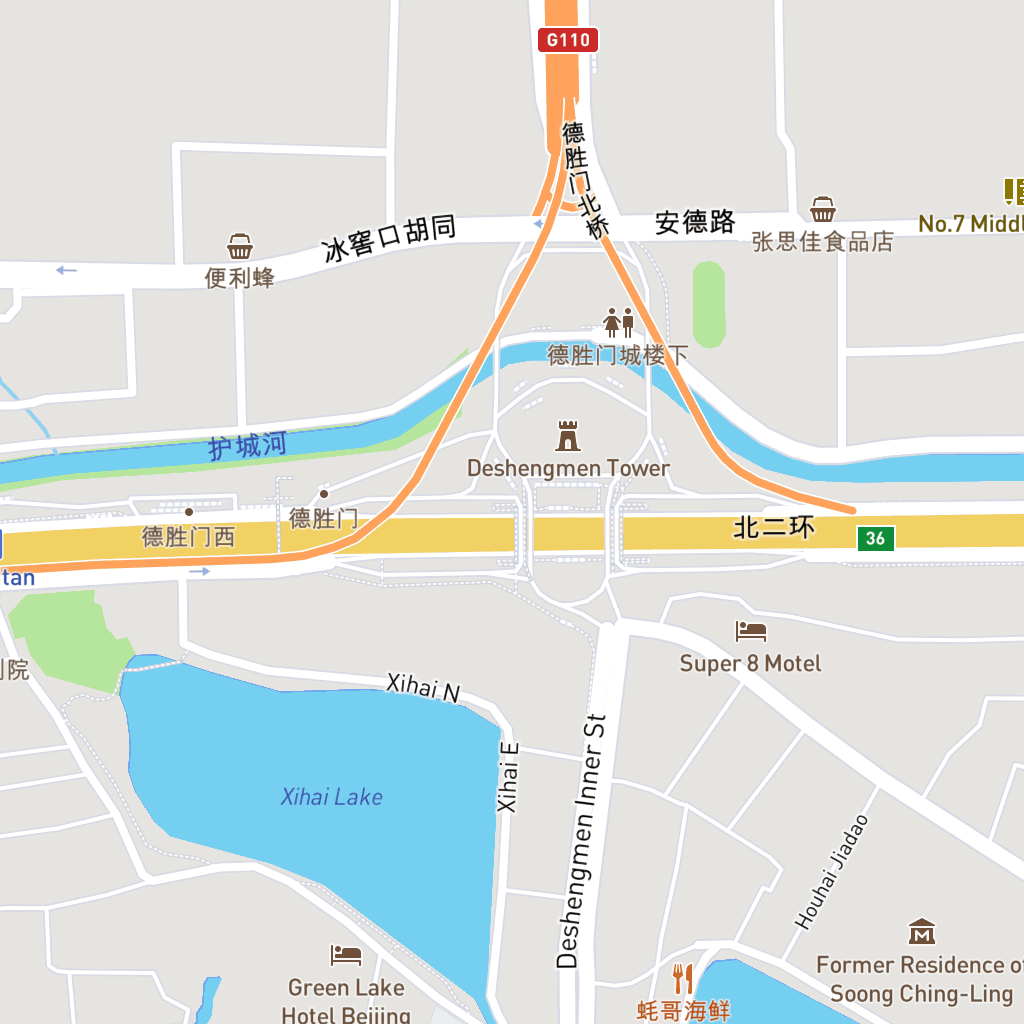 G110
德胜门北桥
安德路
冰窖口胡同
No.7 Middl
张思佳食品店
便利蜂
德胜门城楼下
护城河
Deshengmen Tower
德胜门
德胜门西
北二环
36
tan
Super 8 Motel
院
Xihai N
Xihai E
Xihai Lake
Deshengmen Inner St
Houhai Jiadao
Former Residence of
Soong Ching-Ling
Green Lake
Hotel Beijing
蚝哥海鲜